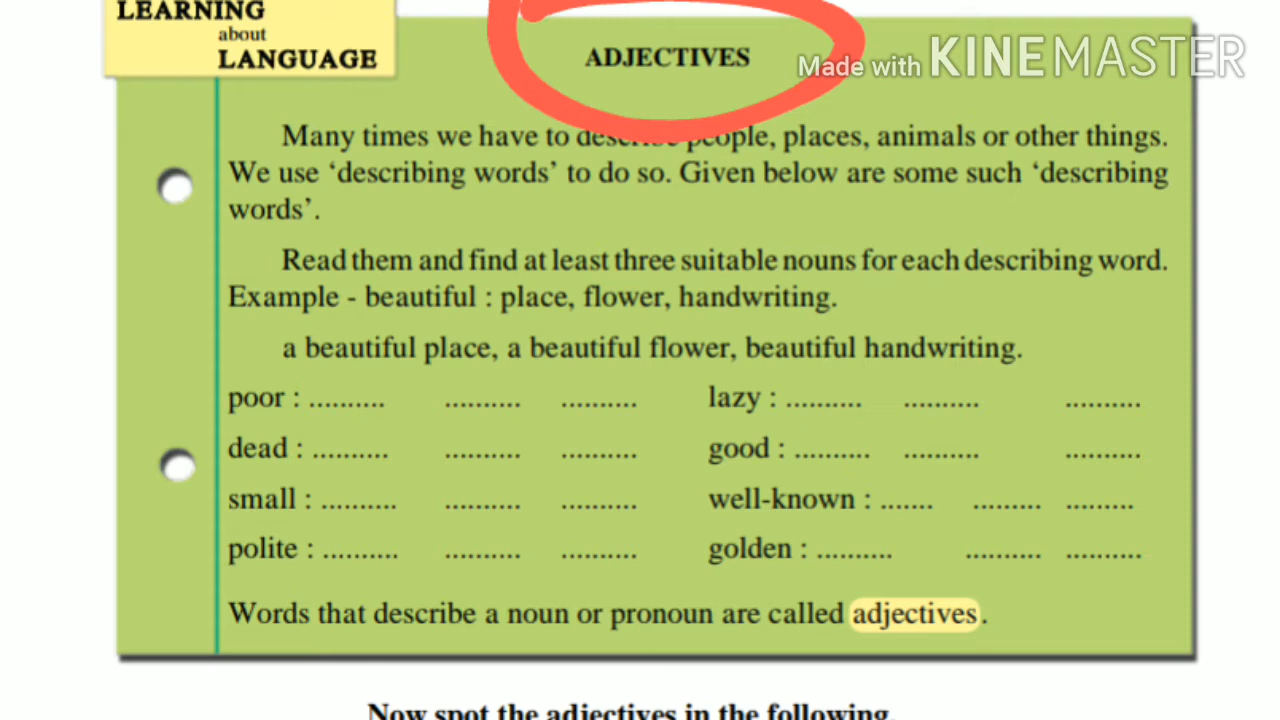 LEARNING
about
LANGUAGE
ADJECTIVES
Made with KINEMASTER
Many times we have to describe people, places, animals or other things.
We use ‘describing words’ to do so. Given below are some such ‘describing
words’.
Read them and find at least three suitable nouns for each describing word.
Example - beautiful : place, flower, handwriting.
a beautiful place, a beautiful flower, beautiful handwriting.
poor : .......... .......... .......... lazy : .......... .......... ..........
dead : .......... .......... .......... good : .......... .......... ..........
small : .......... .......... .......... well-known : ....... ......... .........
polite : .......... .......... .......... golden : .......... .......... ..........
Words that describe a noun or pronoun are called adjectives.
Now spot the adjectives in the following.